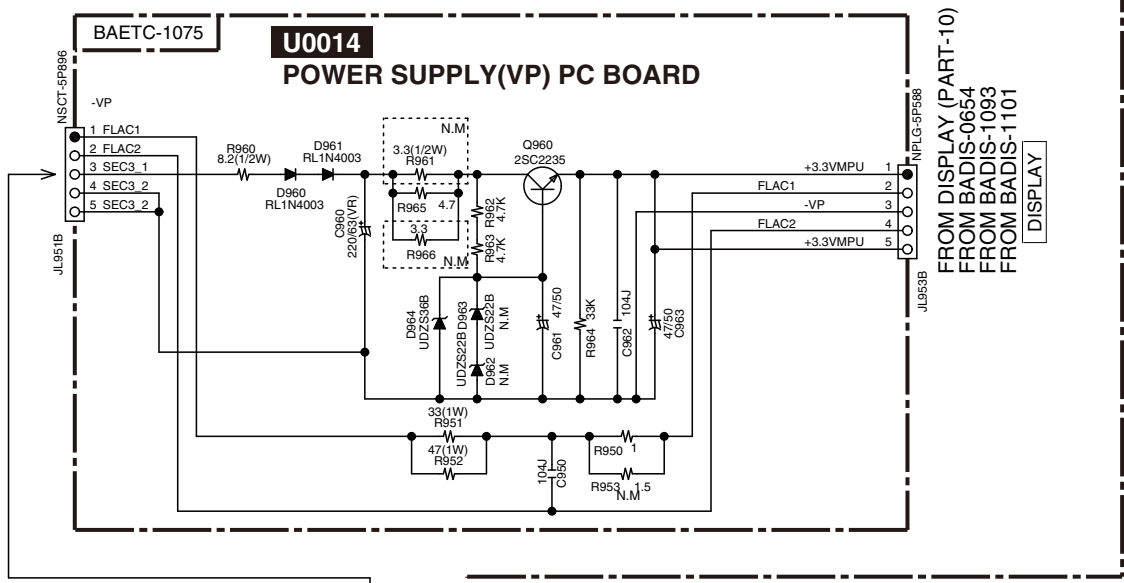 BAETC-1075
U0014
POWER SUPPLY(VP) PC BOARD
NSCT-5P896
-VP
1 FLAC1
2 FLAC2
3 SEC3_1
4 SEC3_2
5 SEC3_2
JL951B
R960
8.2(1/2W)
D961
RL1N4003
D960
RL1N4003
C960
220/63(VR)
N.M
3.3(1/2W)
R961
R965
4.7
3.3
R966
N.M
R962
4.7K
R963
4.7K
Q960
2SC2235
D964
UDZS36B
D963
UDZS22B
N.M
UDZS22B
D962
N.M
C961
47/50
R964
33K
C962
104J
47/50
C963
33(1W)
R951
47(1W)
R952
104J
C950
R950
1
R953
1.5
N.M
NPLG-5P588
+3.3VMPU 1
FLAC1 2
-VP 3
FLAC2 4
+3.3VMPU 5
JL953B
FROM DISPLAY (PART-10)
FROM BADIS-0654
FROM BADIS-1093
FROM BADIS-1101
DISPLAY